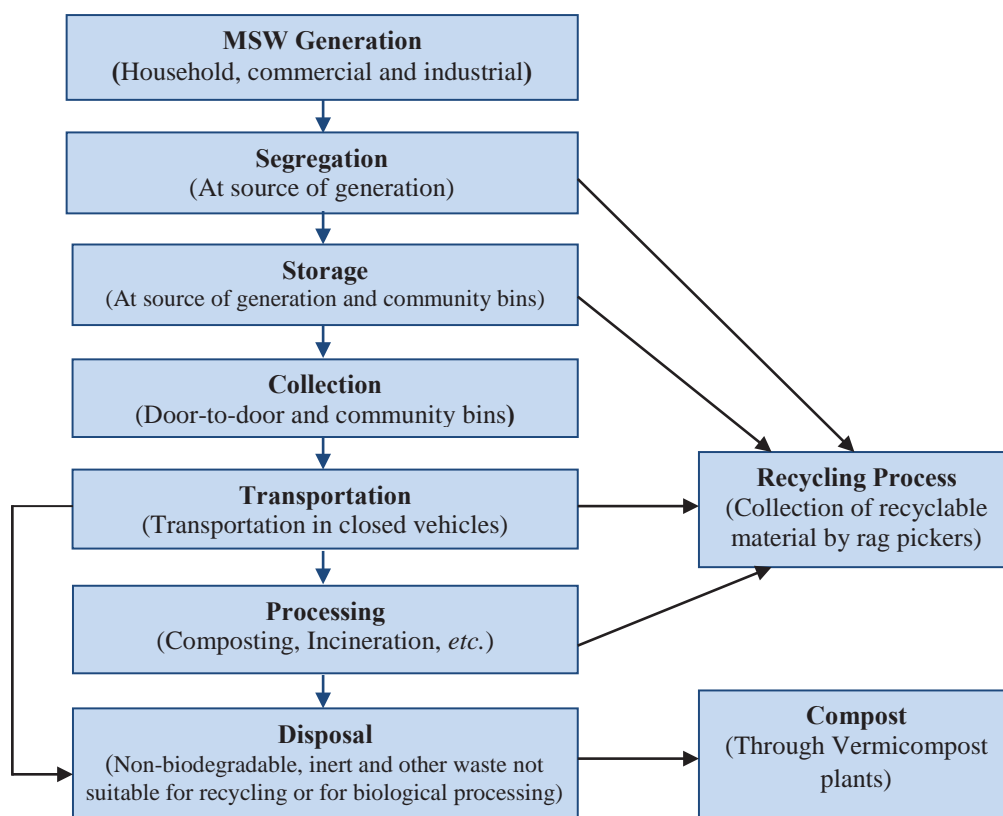 MSW Generation
(Household, commercial and industrial)
Segregation
(At source of generation)
Storage
(At source of generation and community bins)
Collection
(Door-to-door and community bins)
Transportation
(Transportation in closed vehicles)
Recycling Process
(Collection of recyclable
material by rag pickers)
Processing
(Composting, Incineration, etc.)
Disposal
(Non-biodegradable, inert and other waste not
suitable for recycling or for biological processing)
Compost
(Through Vermicompost
plants)